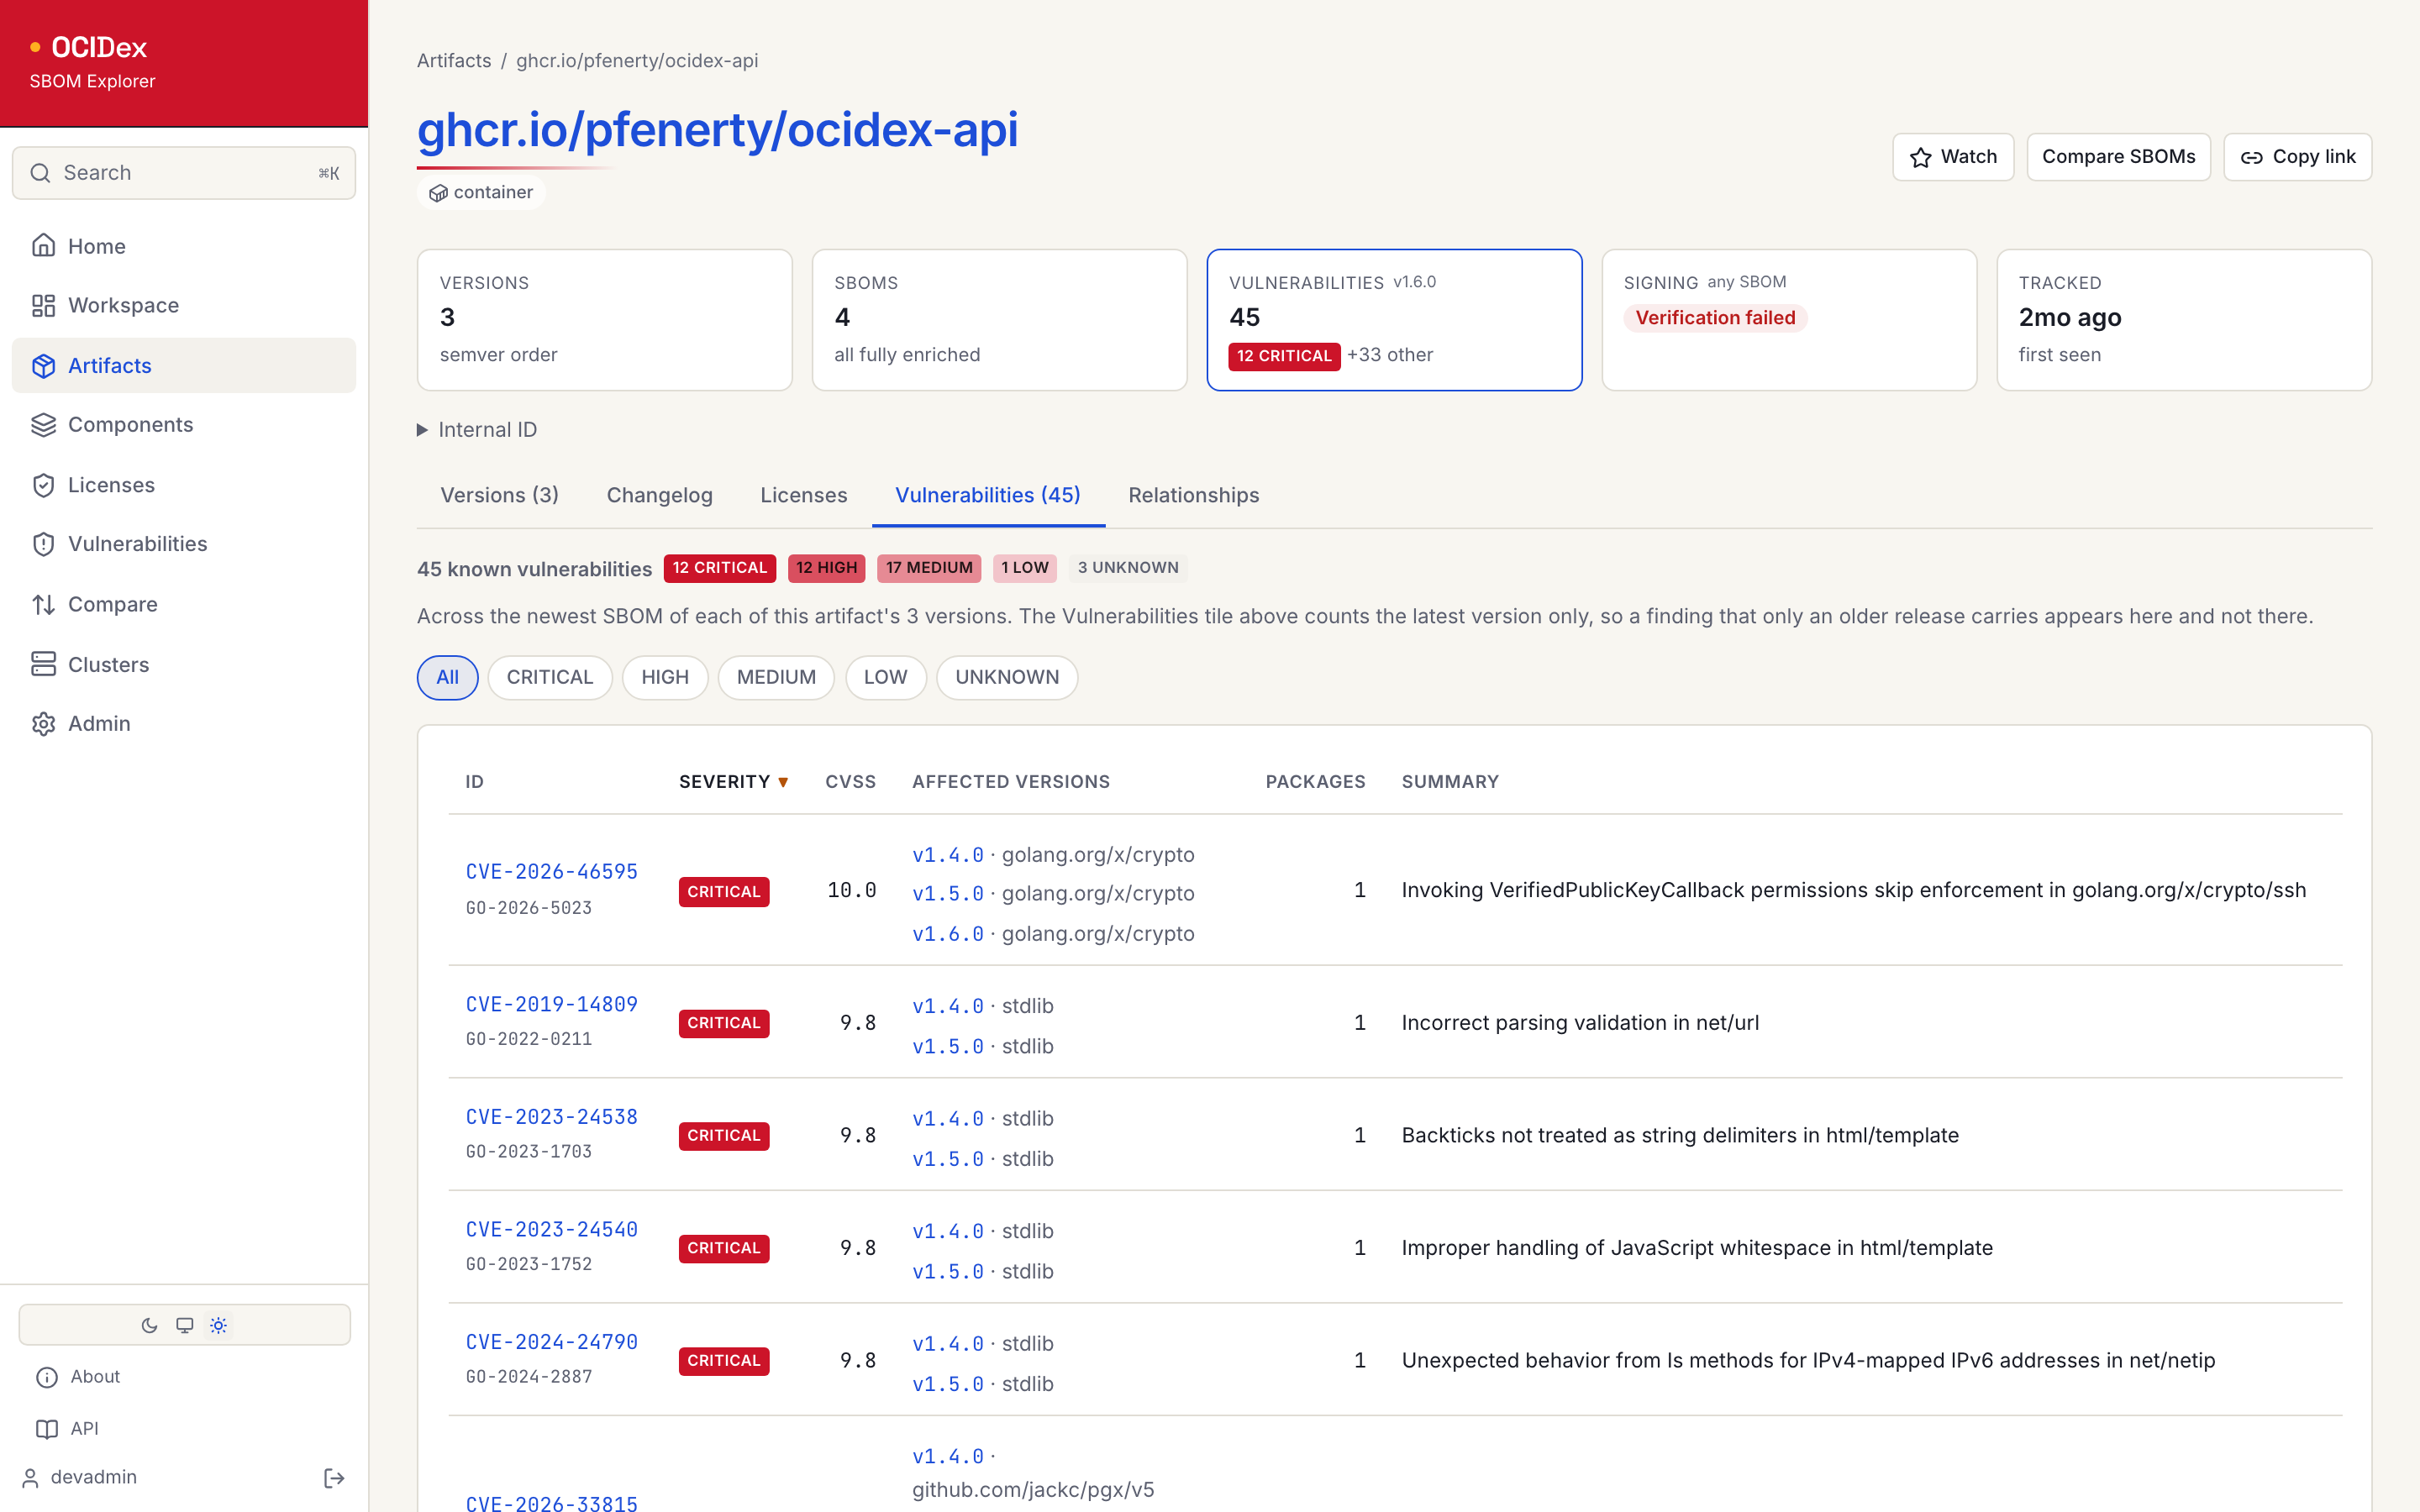 OCIDex
SBOM Explorer
Search ⌘K
Home
Workspace
Artifacts
Components
Licenses
Vulnerabilities
Compare
Clusters
Admin
About
API
devadmin
Artifacts / ghcr.io/pfenerty/ocidex-api
ghcr.io/pfenerty/ocidex-api
container
Watch
Compare SBOMs
Copy link
VERSIONS
3
semver order
SBOMS
4
all fully enriched
VULNERABILITIES v1.6.0
45
12 CRITICAL +33 other
SIGNING any SBOM
Verification failed
TRACKED
2mo ago
first seen
▶ Internal ID
Versions (3) Changelog Licenses Vulnerabilities (45) Relationships
45 known vulnerabilities 12 CRITICAL 12 HIGH 17 MEDIUM 1 LOW 3 UNKNOWN
Across the newest SBOM of each of this artifact's 3 versions. The Vulnerabilities tile above counts the latest version only, so a finding that only an older release carries appears here and not there.
All CRITICAL HIGH MEDIUM LOW UNKNOWN
ID SEVERITY ▼ CVSS AFFECTED VERSIONS PACKAGES SUMMARY
CVE-2026-46595
GO-2026-5023
CRITICAL
10.0
v1.4.0 · golang.org/x/crypto
v1.5.0 · golang.org/x/crypto
v1.6.0 · golang.org/x/crypto
1
Invoking VerifiedPublicKeyCallback permissions skip enforcement in golang.org/x/crypto/ssh
CVE-2019-14809
GO-2022-0211
CRITICAL
9.8
v1.4.0 · stdlib
v1.5.0 · stdlib
1
Incorrect parsing validation in net/url
CVE-2023-24538
GO-2023-1703
CRITICAL
9.8
v1.4.0 · stdlib
v1.5.0 · stdlib
1
Backticks not treated as string delimiters in html/template
CVE-2023-24540
GO-2023-1752
CRITICAL
9.8
v1.4.0 · stdlib
v1.5.0 · stdlib
1
Improper handling of JavaScript whitespace in html/template
CVE-2024-24790
GO-2024-2887
CRITICAL
9.8
v1.4.0 · stdlib
v1.5.0 · stdlib
1
Unexpected behavior from Is methods for IPv4-mapped IPv6 addresses in net/netip
CVE-2026-33815
v1.4.0 ·
github.com/jackc/pgx/v5